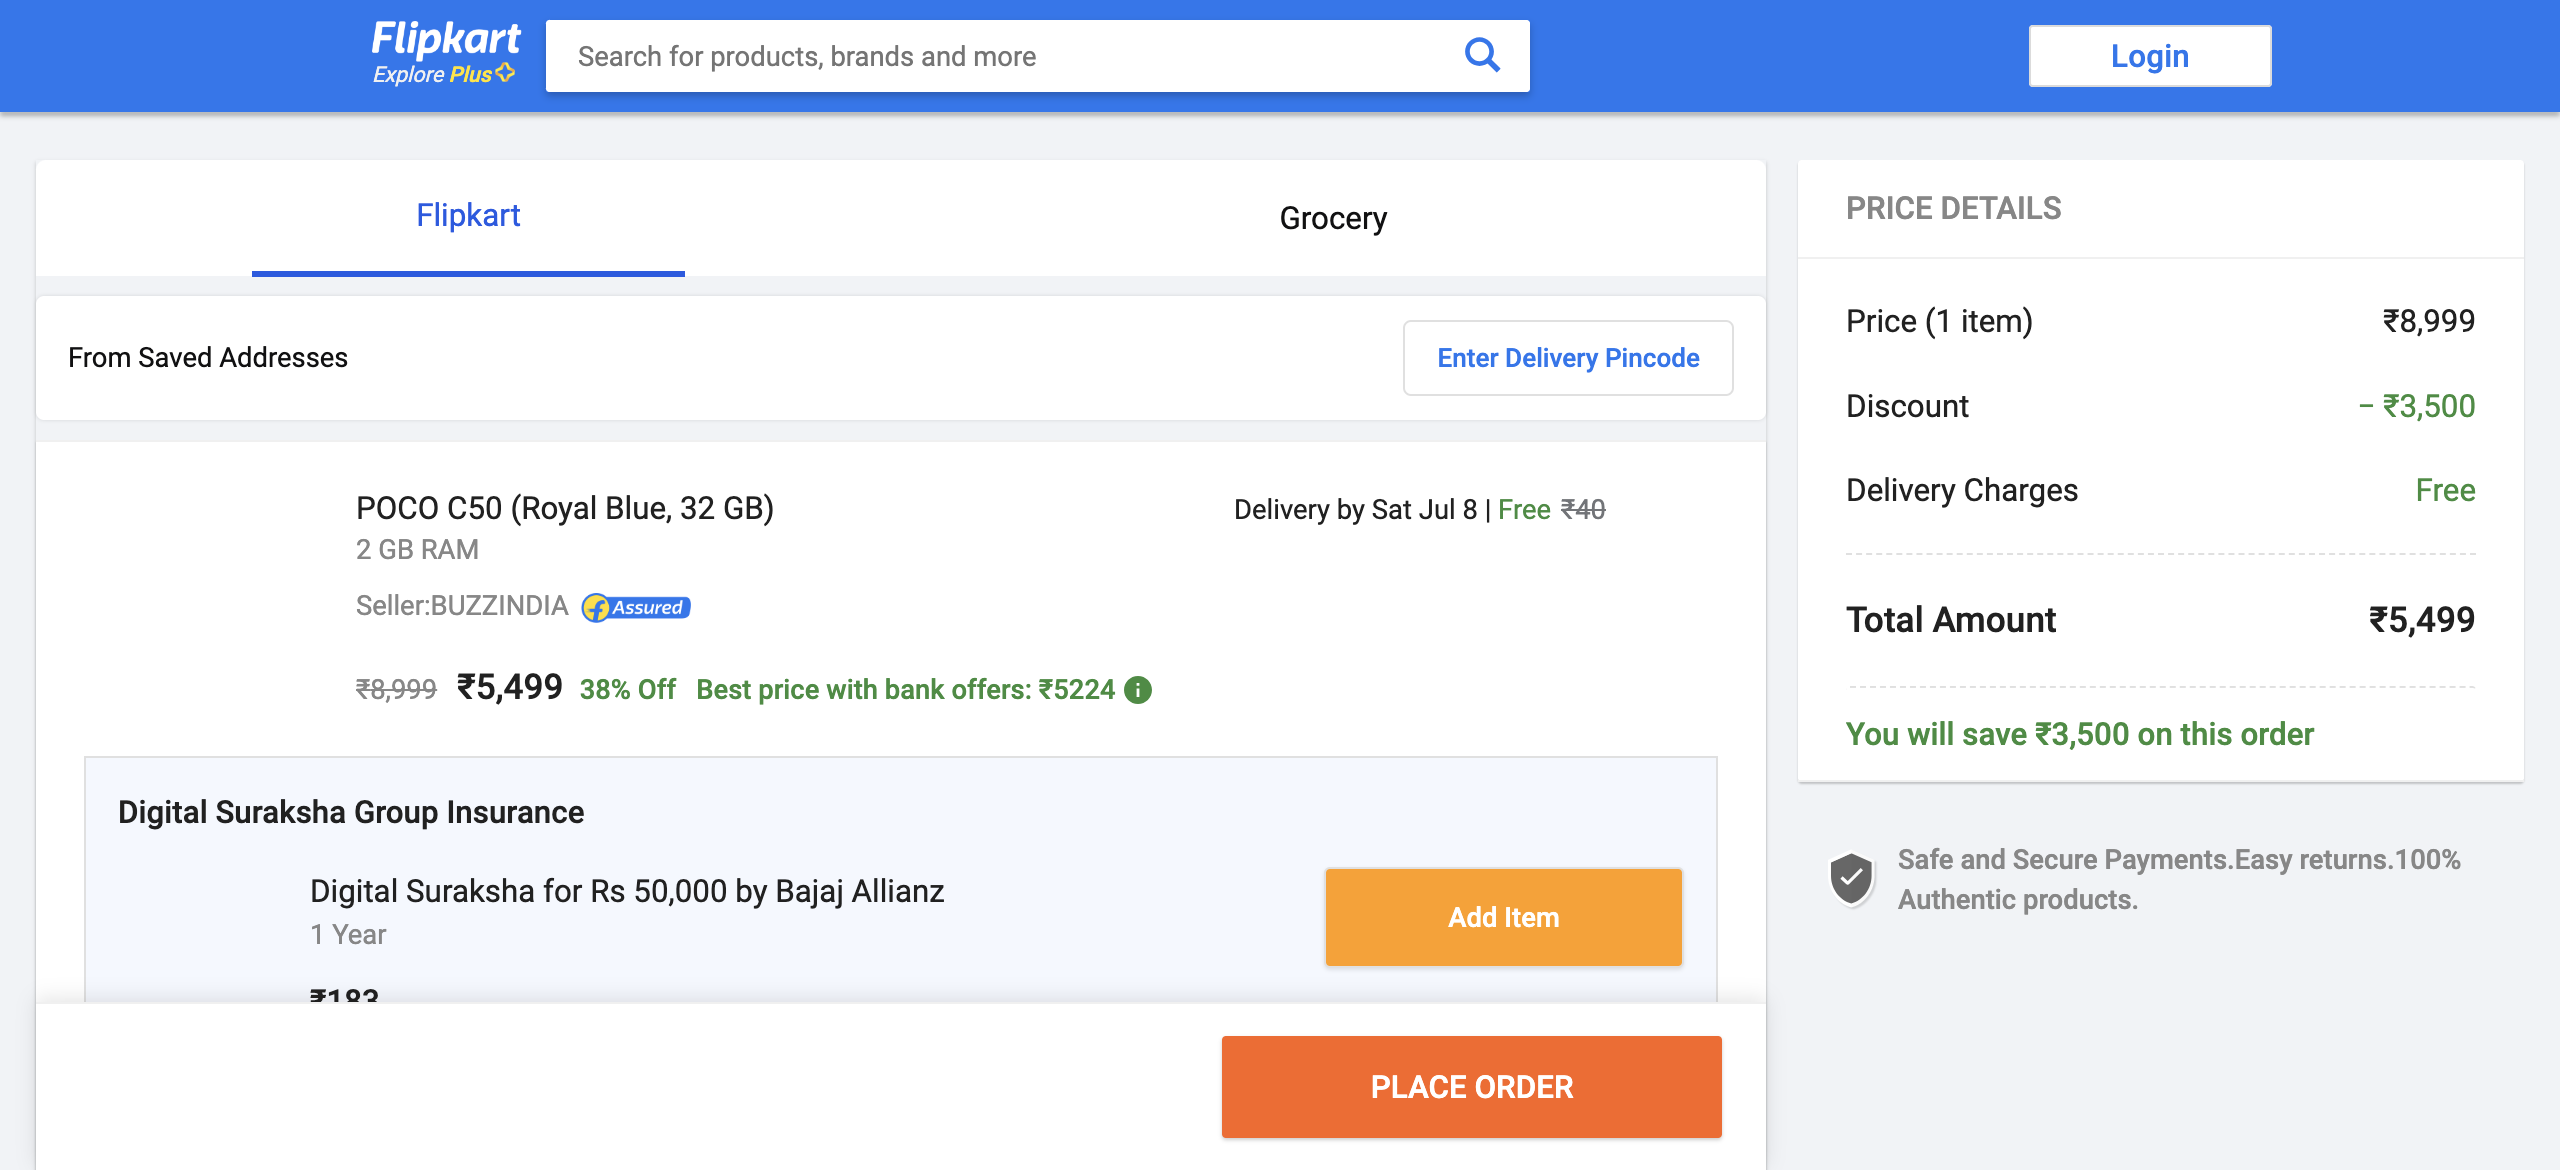 Flipkart
Explore Plus
Search for products, brands and more
Login
Flipkart
Grocery
From Saved Addresses
Enter Delivery Pincode
POCO C50 (Royal Blue, 32 GB)
2 GB RAM
Seller:BUZZINDIA
Assured
Delivery by Sat Jul 8 | Free ₹40
₹8,999 ₹5,499 38% Off Best price with bank offers: ₹5224
Digital Suraksha Group Insurance
Digital Suraksha for Rs 50,000 by Bajaj Allianz
1 Year
₹183
Add Item
PLACE ORDER
PRICE DETAILS
Price (1 item) ₹8,999
Discount − ₹3,500
Delivery Charges Free
Total Amount ₹5,499
You will save ₹3,500 on this order
Safe and Secure Payments.Easy returns.100%
Authentic products.